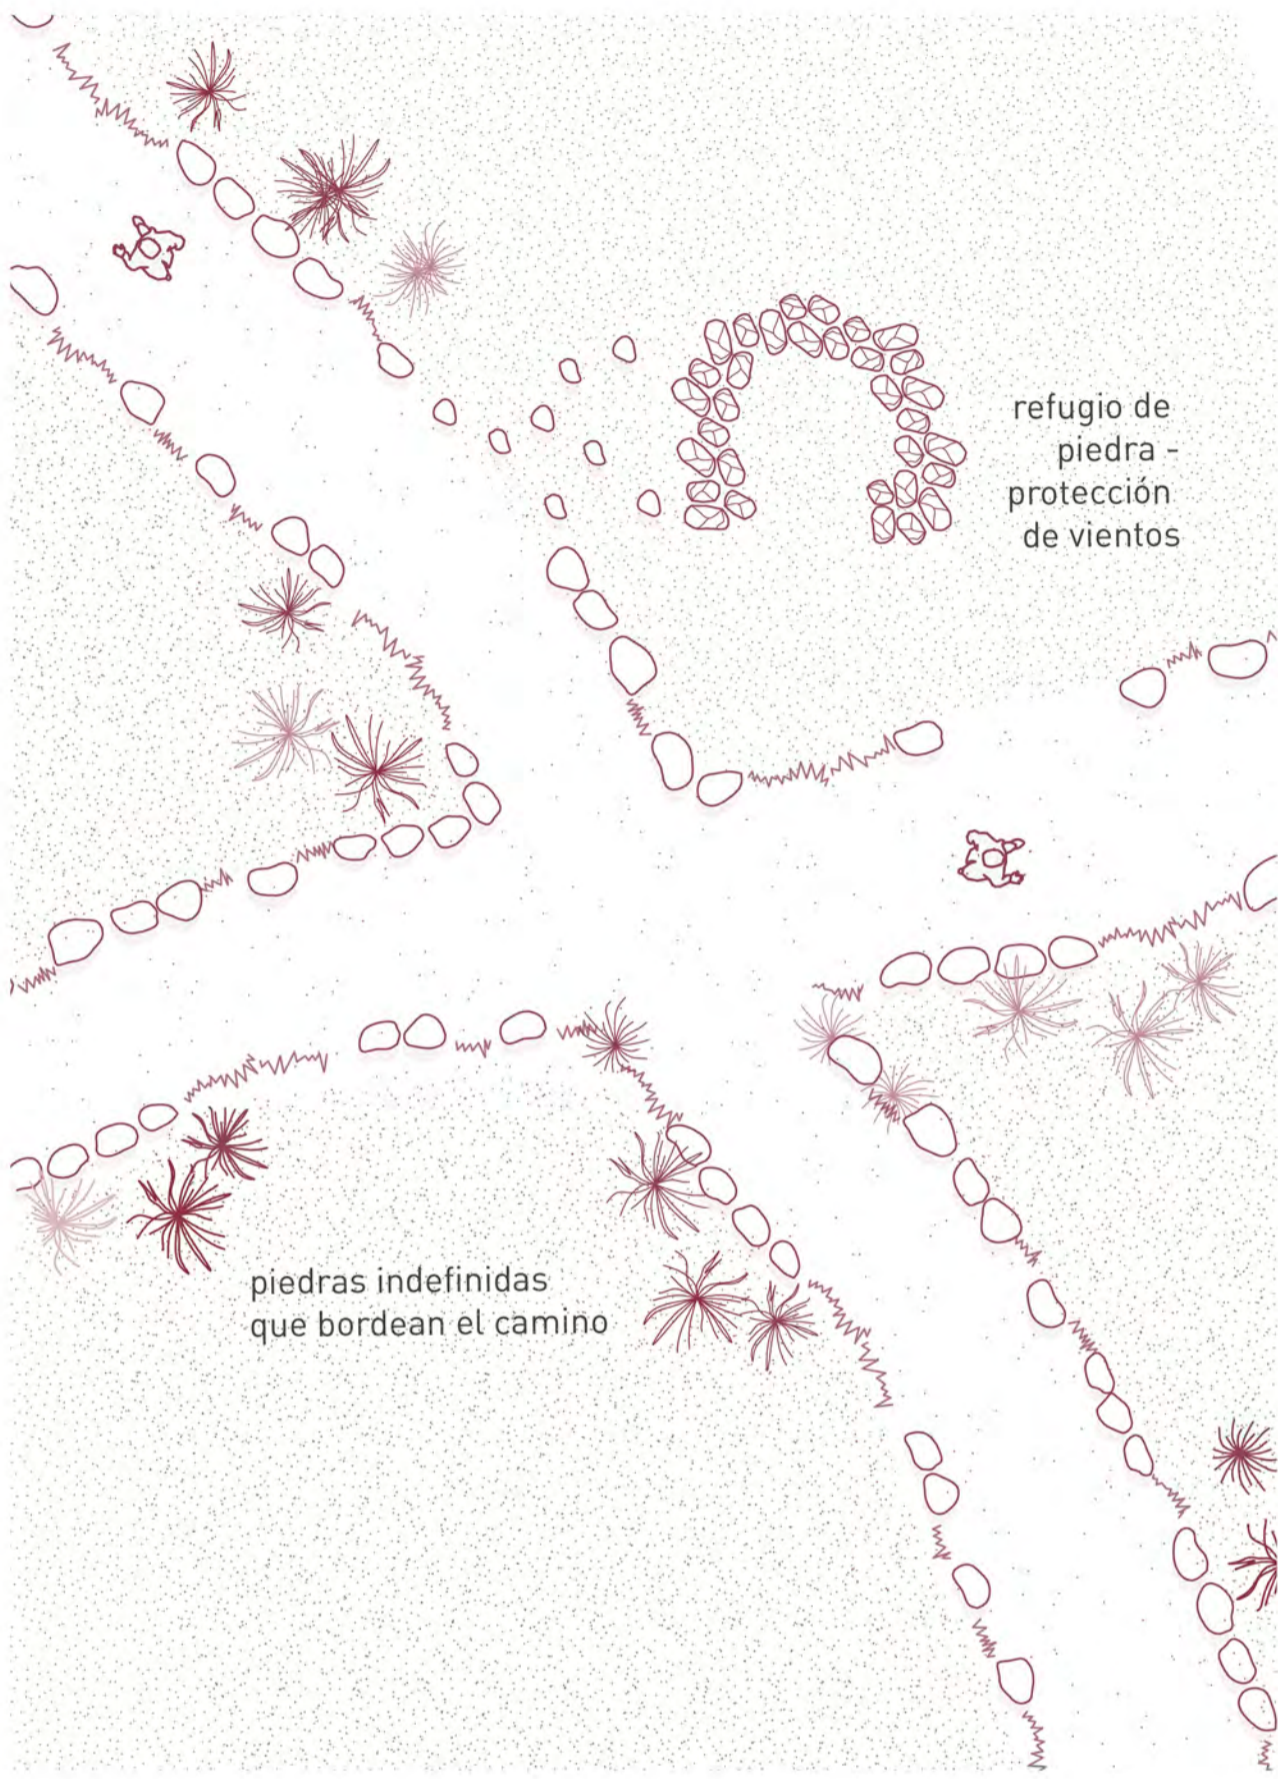 refugio de
piedra -
protección
de vientos
piedras indefinidas
que bordean el camino